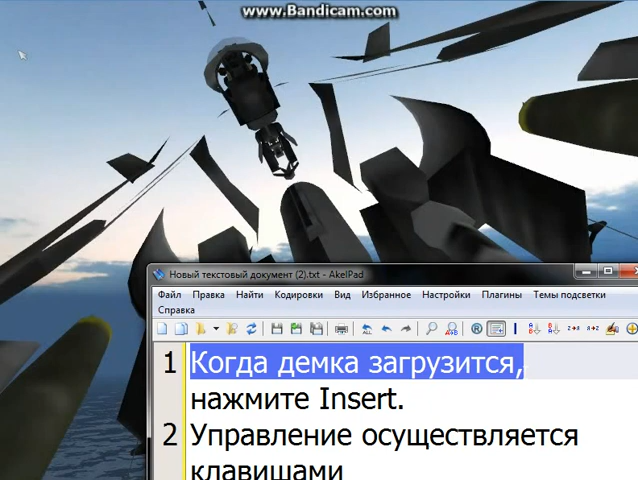 www.Bandicam.com
Новый текстовый документ (2).txt - AkelPad
Файл Правка Найти Кодировки Вид Избранное Настройки Плагины Темы подсветки
Справка
1 Когда демка загрузится,
нажмите Insert.
2 Управление осуществляется
клавишами